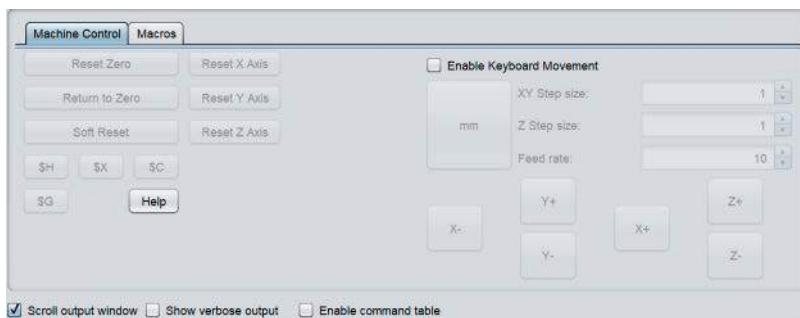 Machine Control Macros
Reset Zero Reset X Axis
Return to Zero Reset Y Axis
Soft Reset Reset Z Axis
$H $X $C
$G Help
Enable Keyboard Movement
mm
XY Step size: 1
Z Step size: 1
Feed rate: 10
X- Y+ Y- X+ Z+ Z-
Scroll output window Show verbose output Enable command table